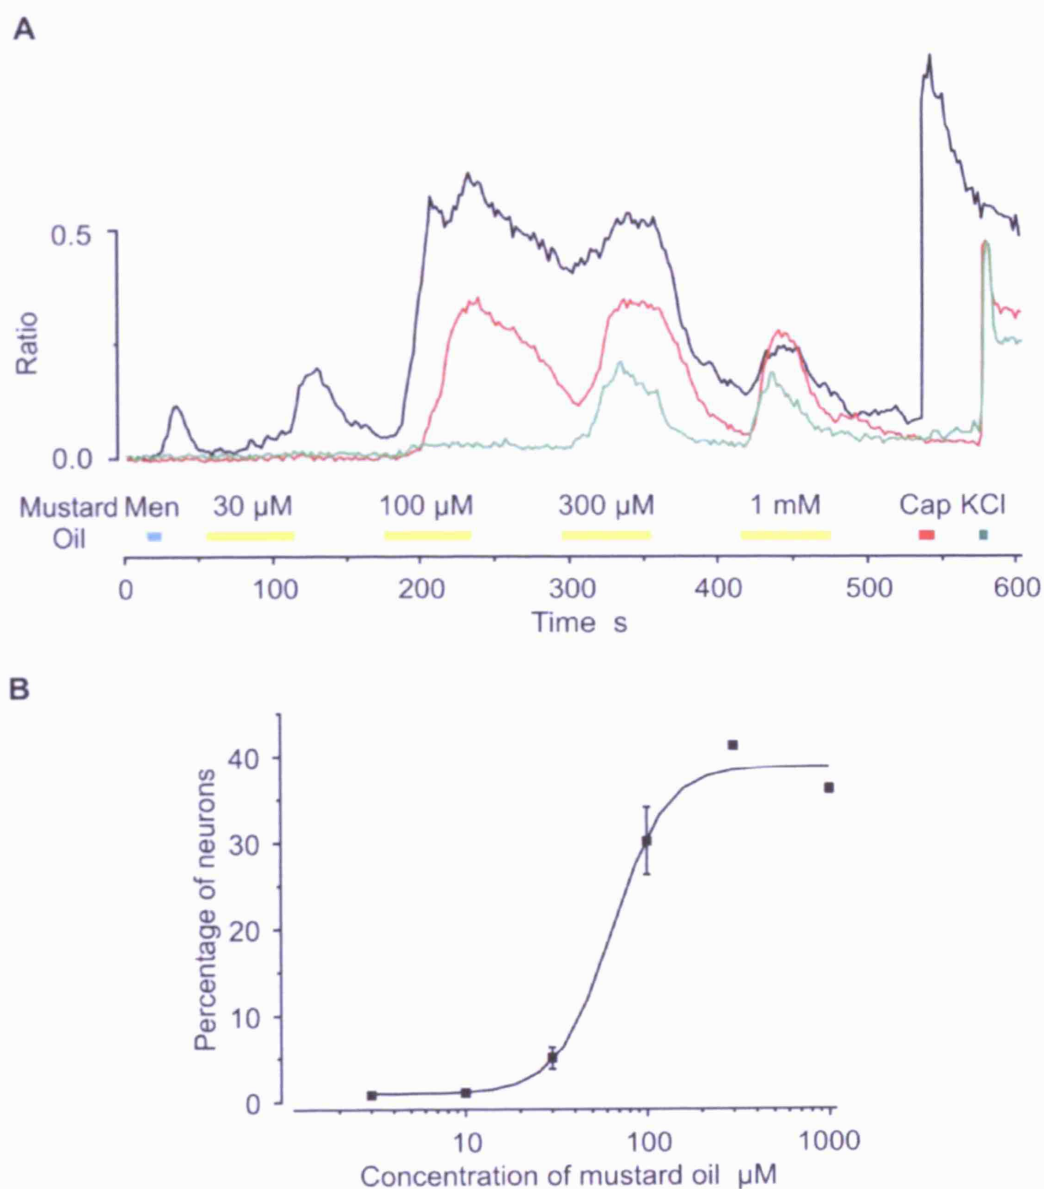 A
0.5
Ratio
0.0
Mustard Men 30 µM 100 µM 300 µM 1 mM Cap KCl
Oil
0 100 200 300 400 500 600
Time s
B
40
30
20
10
0
Percentage of neurons
10 100 1000
Concentration of mustard oil µM